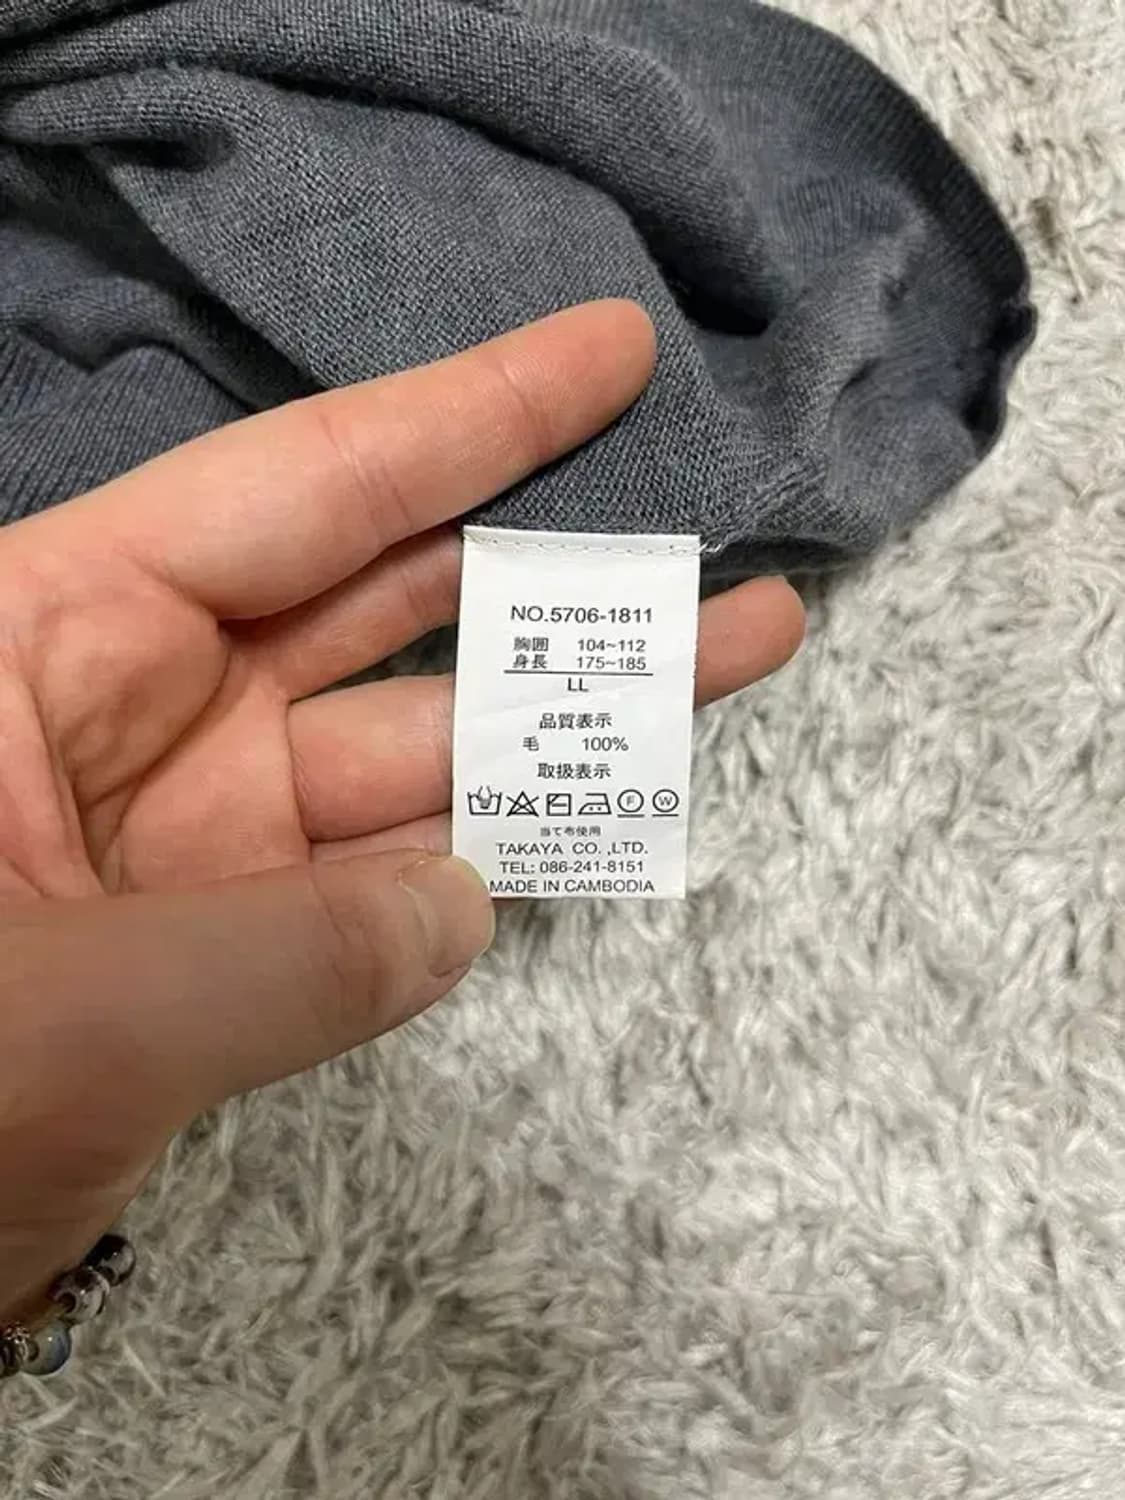 NO.5706-1811
胸囲 104~112
身長 175~185
LL
品質表示
毛 100%
取扱表示
F W
当て布使用
TAKAYA CO.,LTD.
TEL: 086-241-8151
MADE IN CAMBODIA